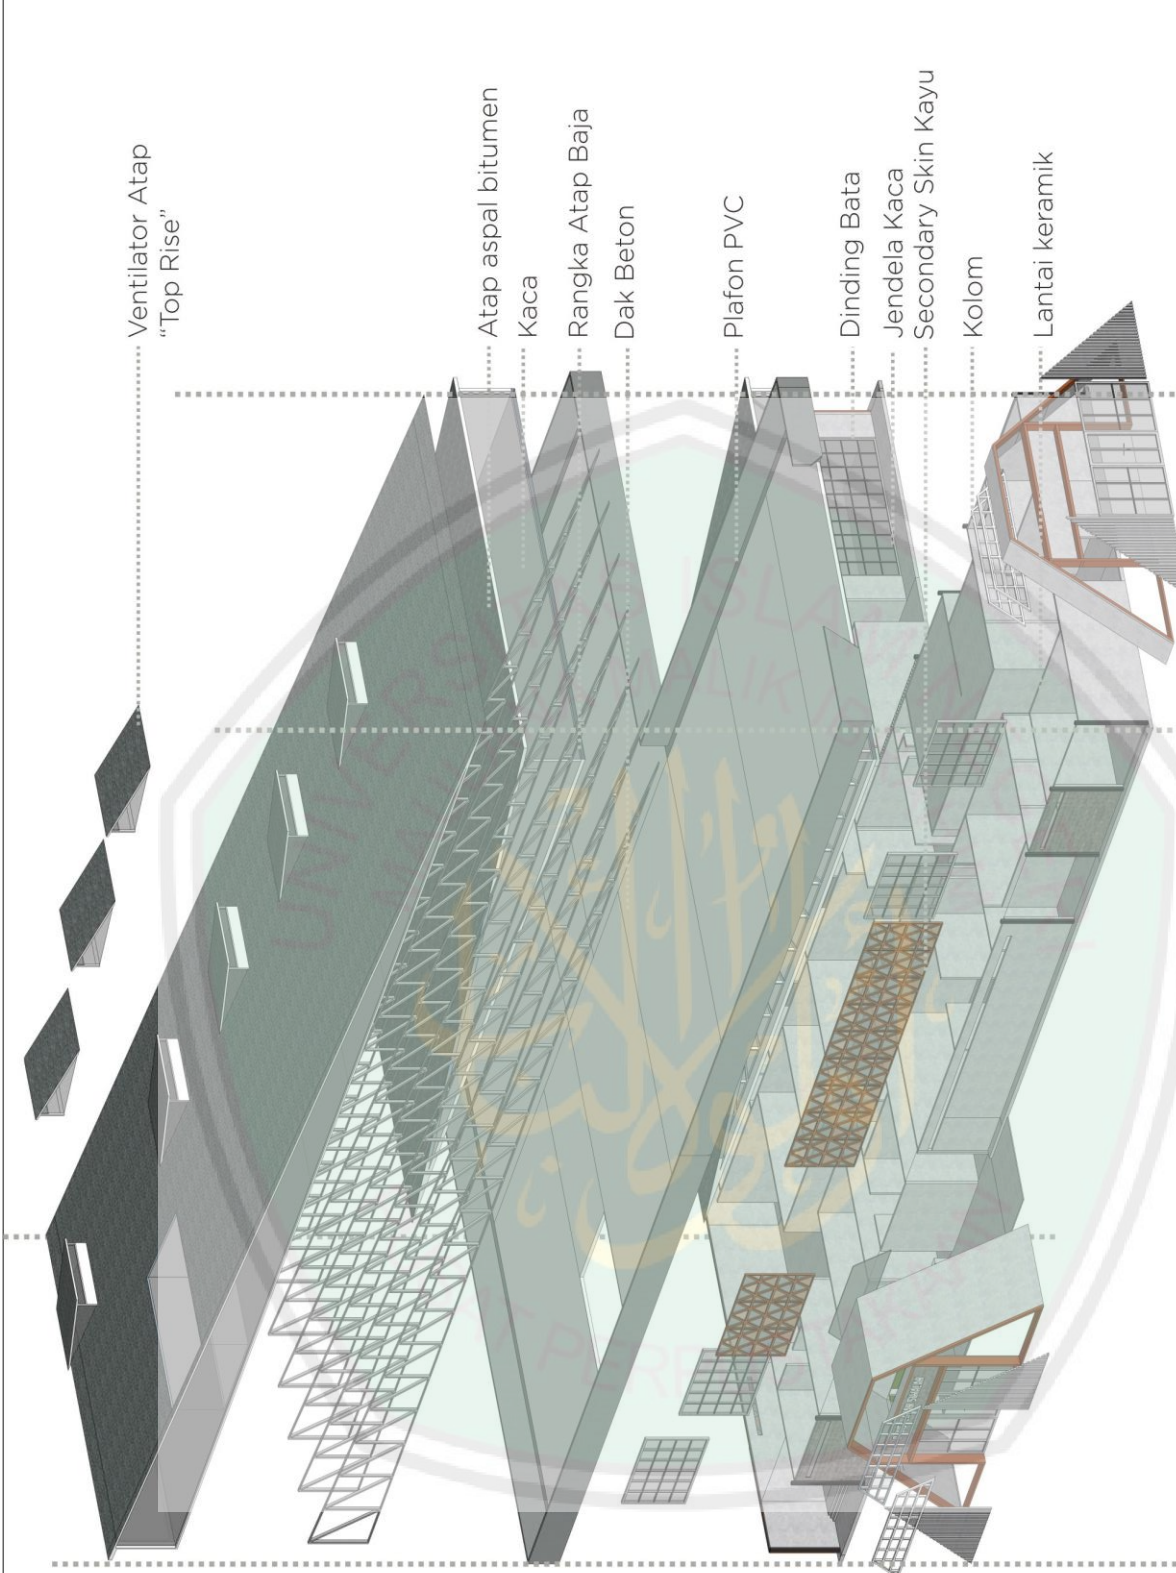 Ventilator Atap
“Top Rise”
Atap aspal bitumen
Kaca
Rangka Atap Baja
Dak Beton
Plafon PVC
Dinding Bata
Jendela Kaca
Secondary Skin Kayu
Kolom
Lantai keramik